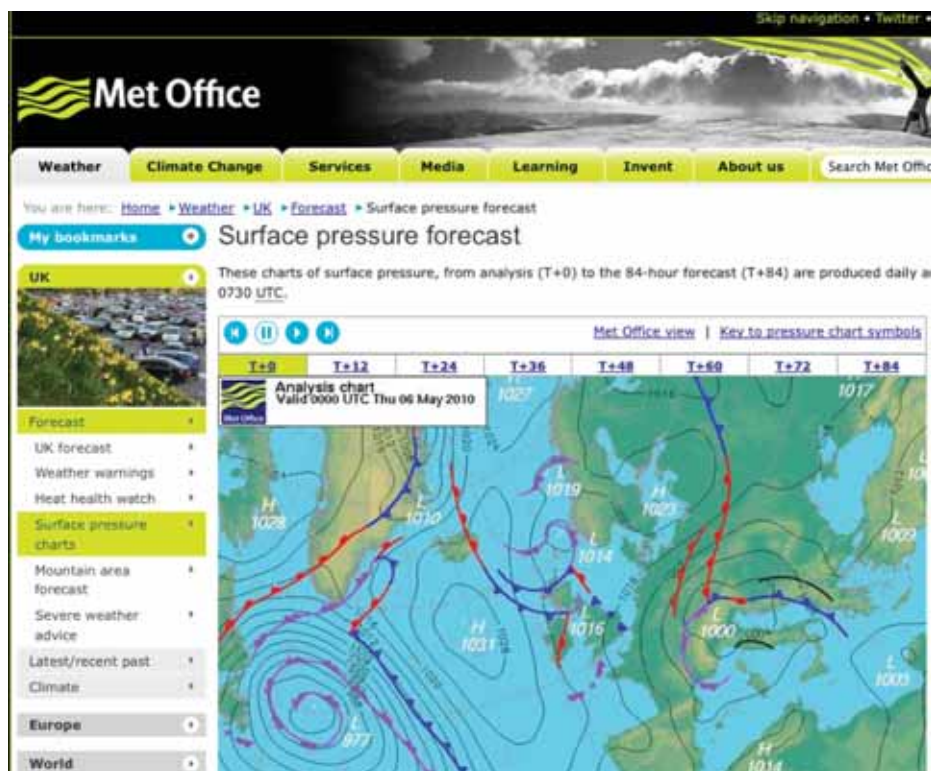 Skip navigation • Twitter •
Met Office
Weather Climate Change Services Media Learning Invent About us Search Met Offic
You are here: Home ▸ Weather ▸ UK ▸ Forecast ▸ Surface pressure forecast
My bookmarks
Surface pressure forecast
UK
These charts of surface pressure, from analysis (T+0) to the 84-hour forecast (T+84) are produced daily a
0730 UTC.
Met Office view | Key to pressure chart symbols
T+0 T+12 T+24 T+36 T+48 T+60 T+72 T+84
Analysis chart
Valid 0000 UTC Thu 06 May 2010
Met Office
Forecast
UK forecast
Weather warnings
Heat health watch
Surface pressure
charts
Mountain area
forecast
Severe weather
advice
Latest/recent past
Climate
Europe
World
H
1027
1017
L
1019
H
1028
L
1010
H
1023
L
1009
L
1014
L
1016
H
1031
L
1000
L
1003
L
977
H
1014